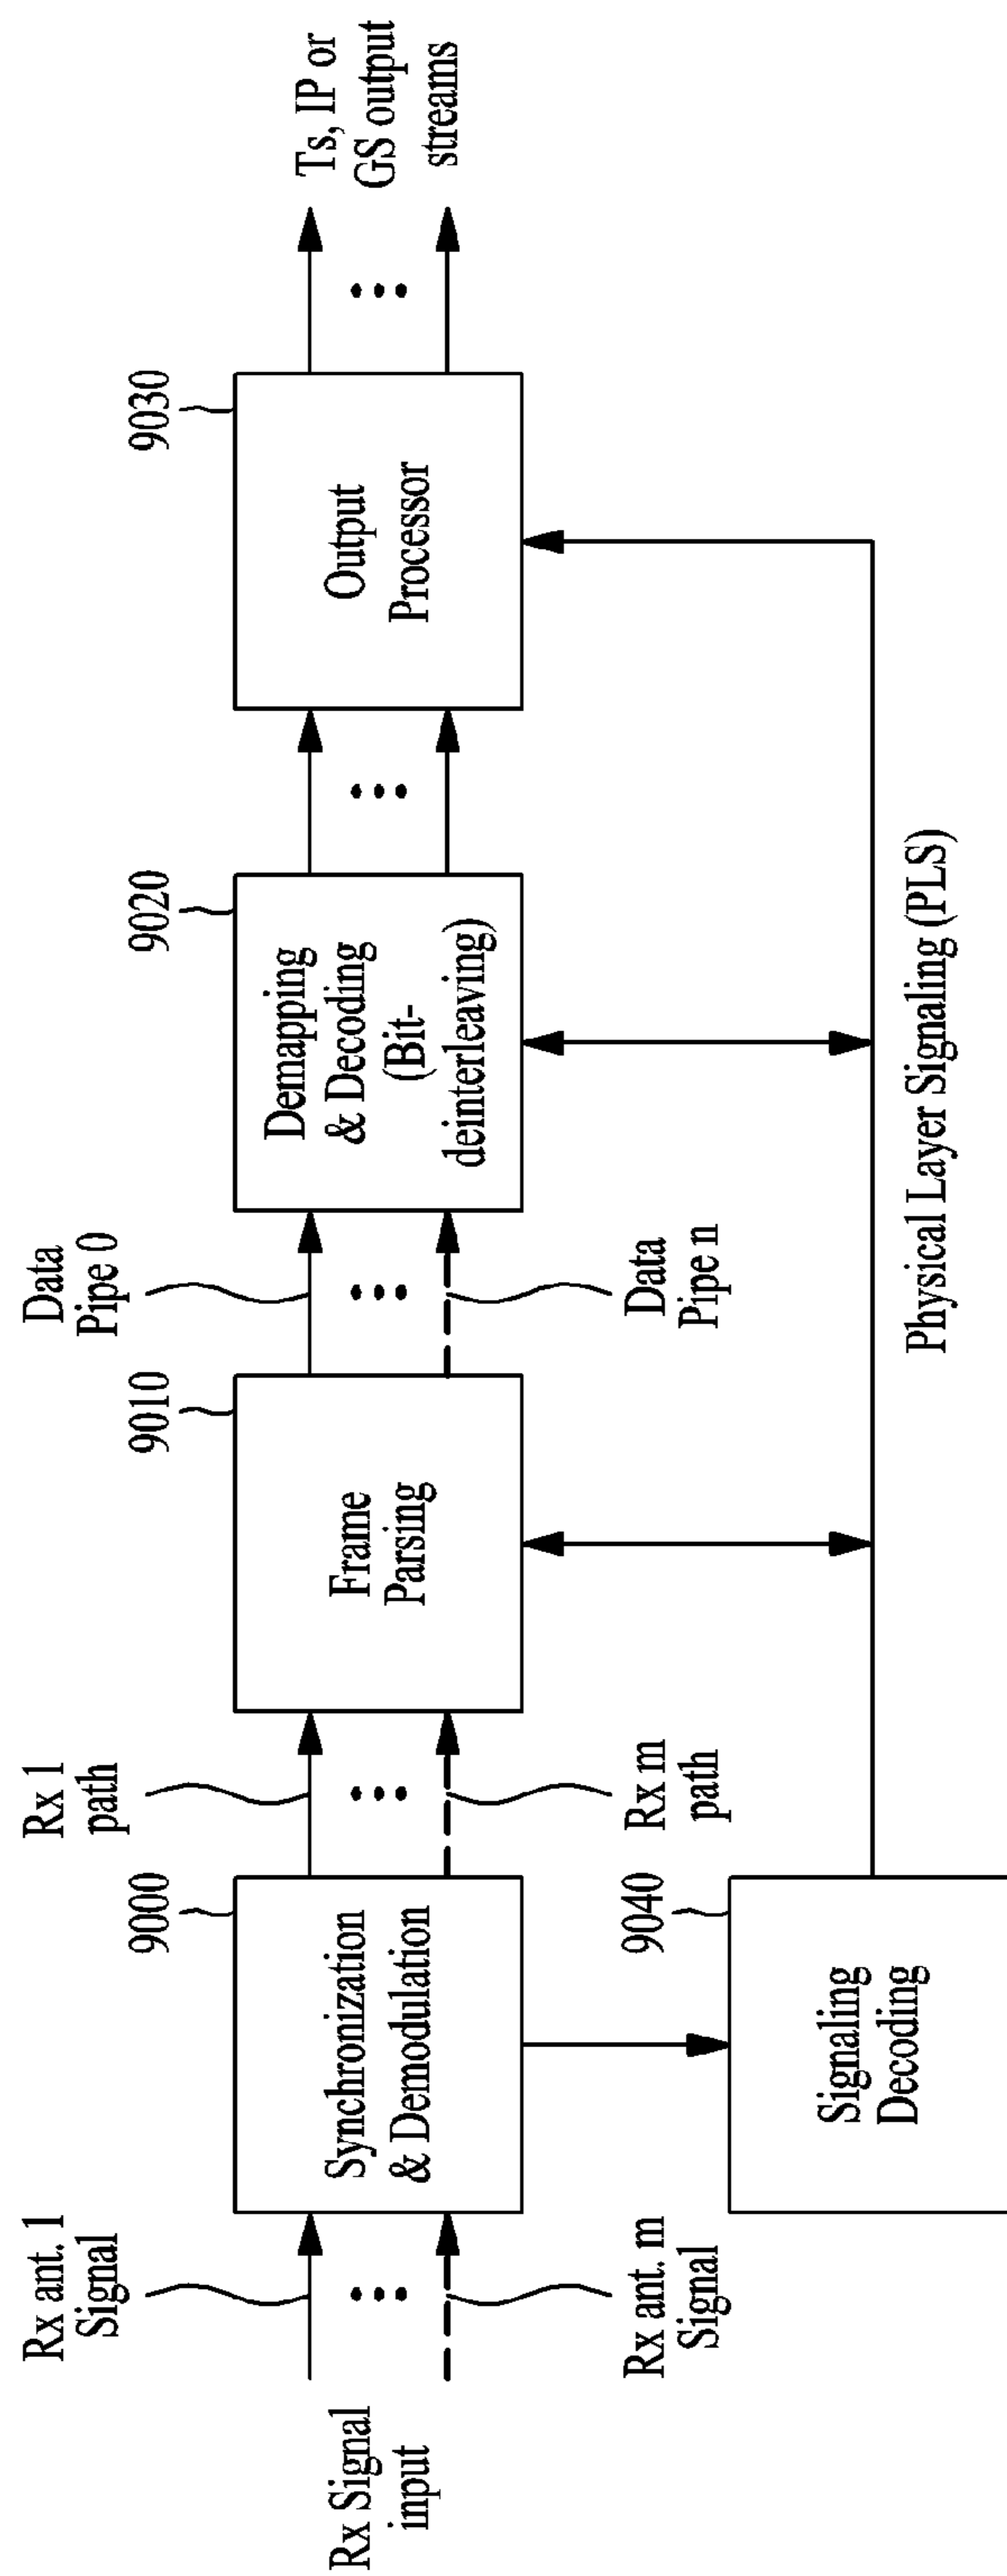 Rx Signal
input
Rx ant. 1
Signal
Rx ant. m
Signal
9000
Synchronization
& Demodulation
Rx 1
path
Rx m
path
9010
Frame
Parsing
Data
Pipe 0
Data
Pipe n
9020
Demapping
& Decoding
(Bit-
deinterleaving)
9030
Output
Processor
Ts, IP or
GS output
streams
9040
Signaling
Decoding
Physical Layer Signaling (PLS)